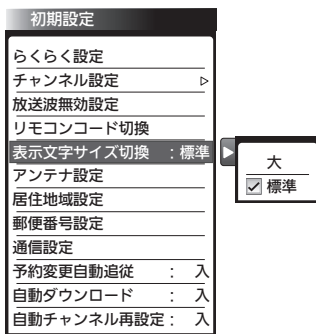 初期設定
らくらく設定
チャンネル設定
放送波無効設定
リモコンコード切換
表示文字サイズ切換 : 標準
アンテナ設定
居住地域設定
郵便番号設定
通信設定
予約変更自動追従 : 入
自動ダウンロード : 入
自動チャンネル再設定 : 入
大
標準